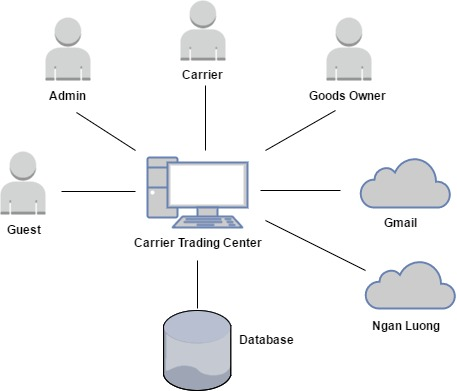 Carrier
Admin
Goods Owner
Guest
Gmail
Carrier Trading Center
Ngan Luong
Database